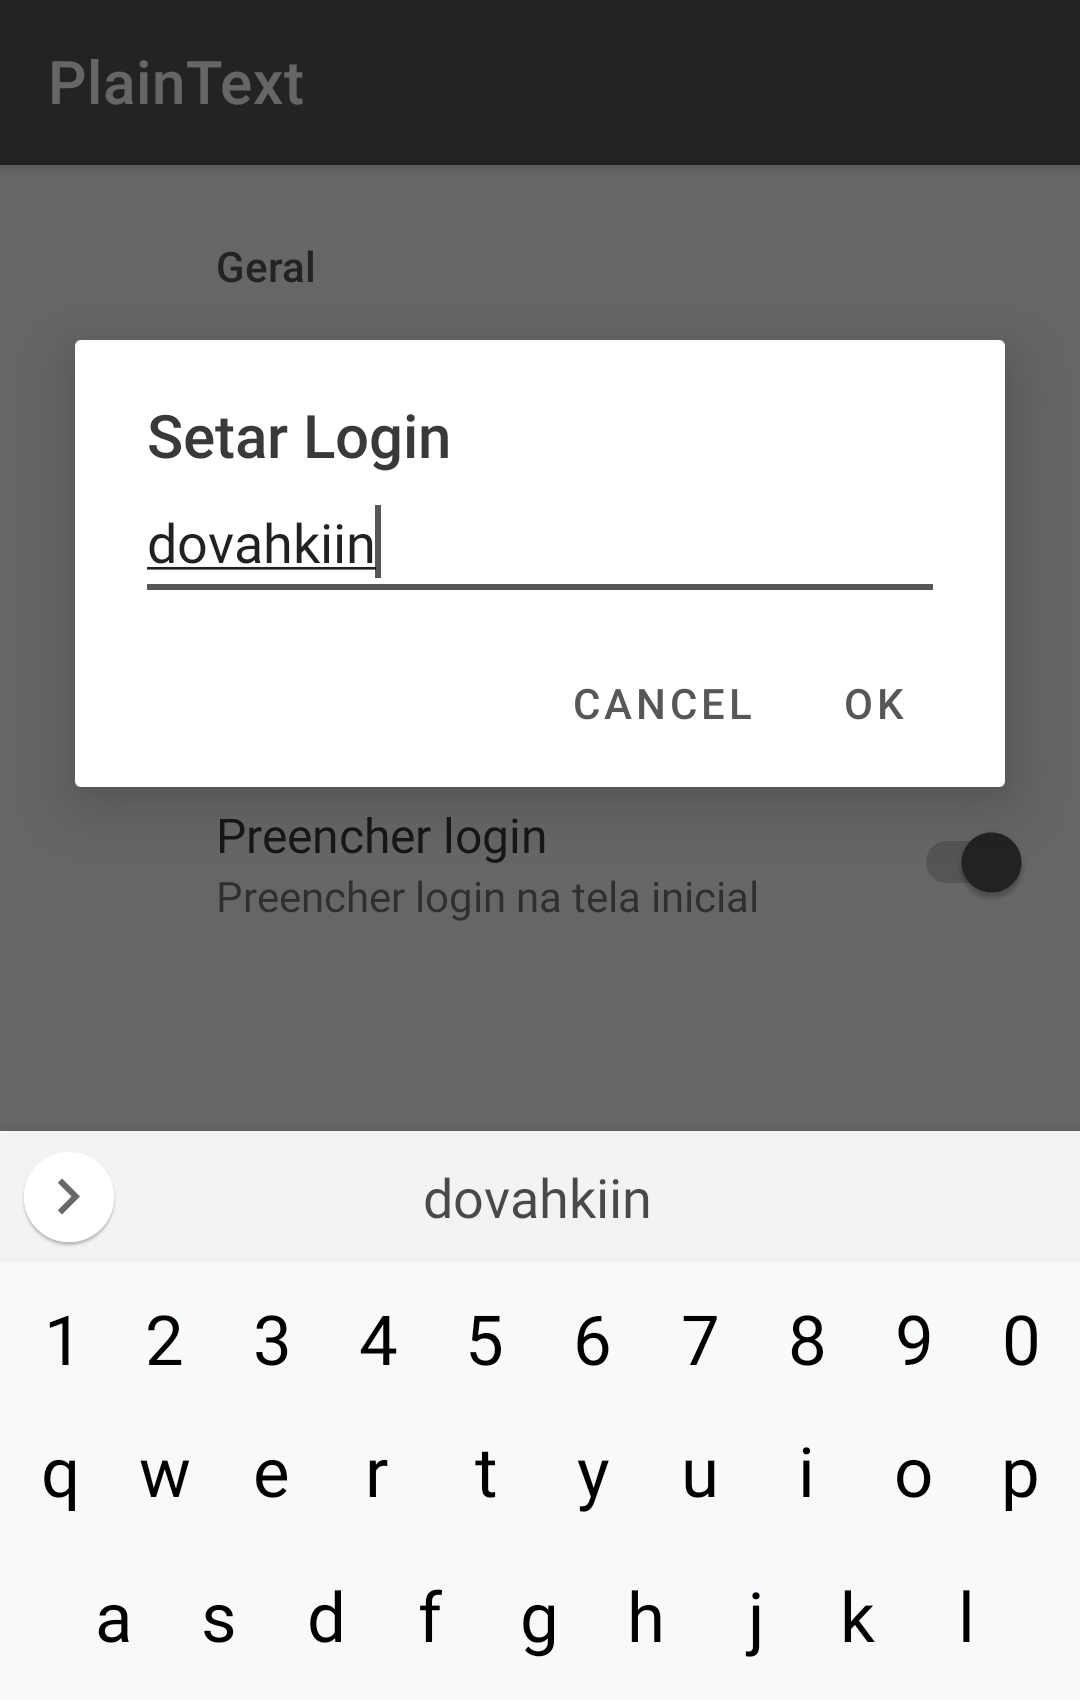 PlainText
Geral
Setar Login
dovahkiin
CANCEL OK
Preencher login
Preencher login na tela inicial
dovahkiin
1 2 3 4 5 6 7 8 9 0
q w e r t y u i o p
a s d f g h j k l